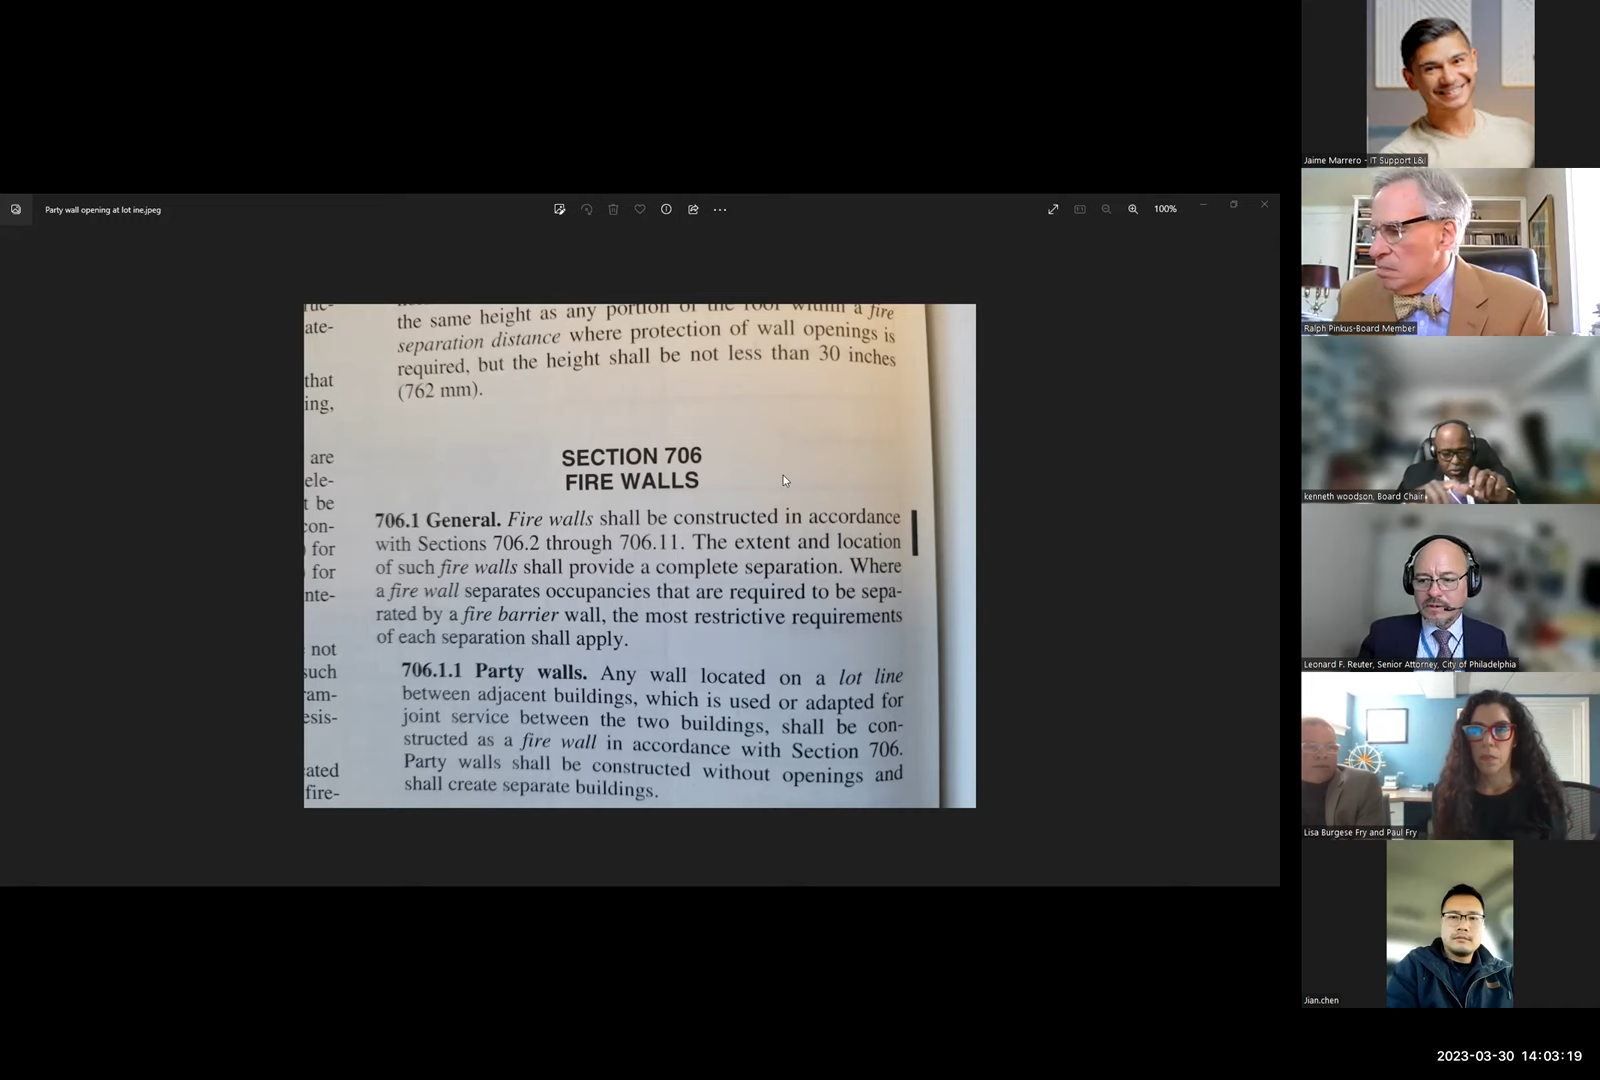 Party wall opening at lot ine.jpeg
100%
ate-
that
ing,
are
ele-
t be
con-
for
for
nte-
not
such
ram-
esis-
ated
fire-
the same height as any portion of the roof within a fire
separation distance where protection of wall openings is
required, but the height shall be not less than 30 inches
(762 mm).
SECTION 706
FIRE WALLS
706.1 General. Fire walls shall be constructed in accordance
with Sections 706.2 through 706.11. The extent and location
of such fire walls shall provide a complete separation. Where
a fire wall separates occupancies that are required to be sepa-
rated by a fire barrier wall, the most restrictive requirements
of each separation shall apply.
706.1.1 Party walls. Any wall located on a lot line
between adjacent buildings, which is used or adapted for
joint service between the two buildings, shall be con-
structed as a fire wall in accordance with Section 706.
Party walls shall be constructed without openings and
shall create separate buildings.
Jaime Marrero - IT Support L&I
Ralph Pinkus-Board Member
kenneth woodson, Board Chair
Leonard F. Reuter, Senior Attorney, City of Philadelphia
Lisa Burgese Fry and Paul Fry
Jian.chen
2023-03-30 14:03:19